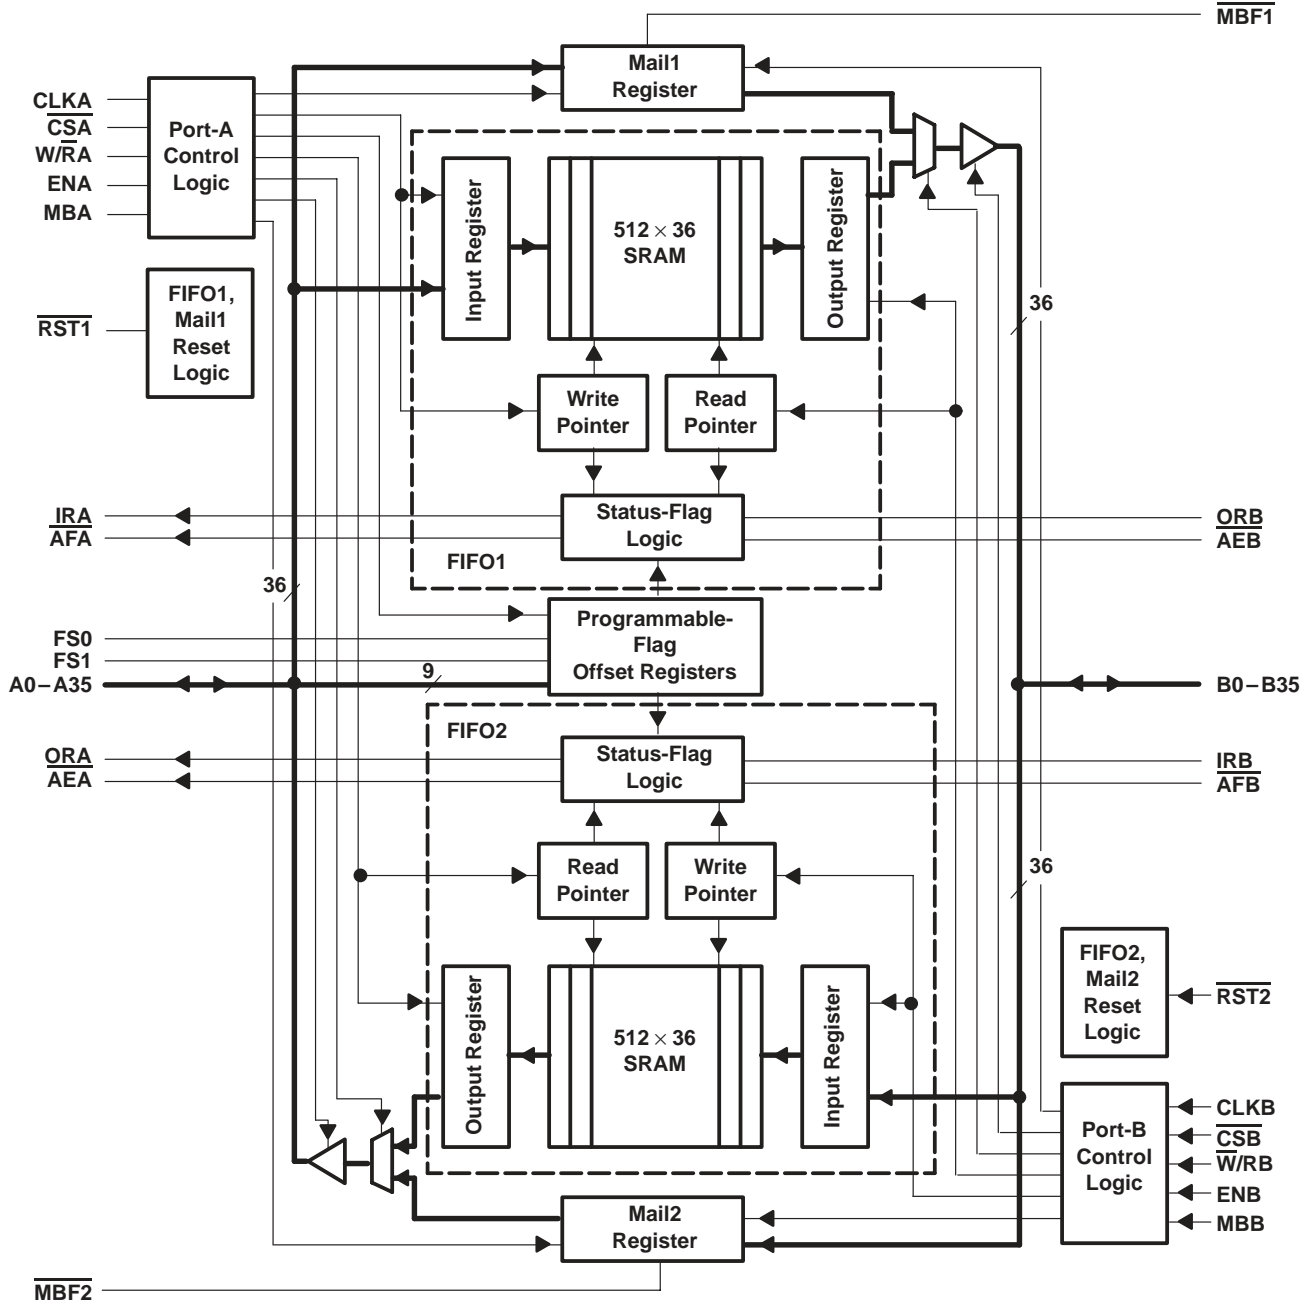 MBF1
Mail1
Register
CLKA
CSA
W/RA
ENA
MBA
Port-A
Control
Logic
Input Register
512 × 36
SRAM
Output Register
FIFO1,
Mail1
Reset
Logic
RST1
36
Write
Pointer
Read
Pointer
IRA
AFA
Status-Flag
Logic
ORB
AEB
FIFO1
36
Programmable-
Flag
Offset Registers
FS0
FS1
A0–A35
9
B0–B35
FIFO2
ORA
AEA
Status-Flag
Logic
IRB
AFB
Read
Pointer
Write
Pointer
36
FIFO2,
Mail2
Reset
Logic
RST2
Output Register
512 × 36
SRAM
Input Register
Port-B
Control
Logic
CLKB
CSB
W/RB
ENB
MBB
Mail2
Register
MBF2